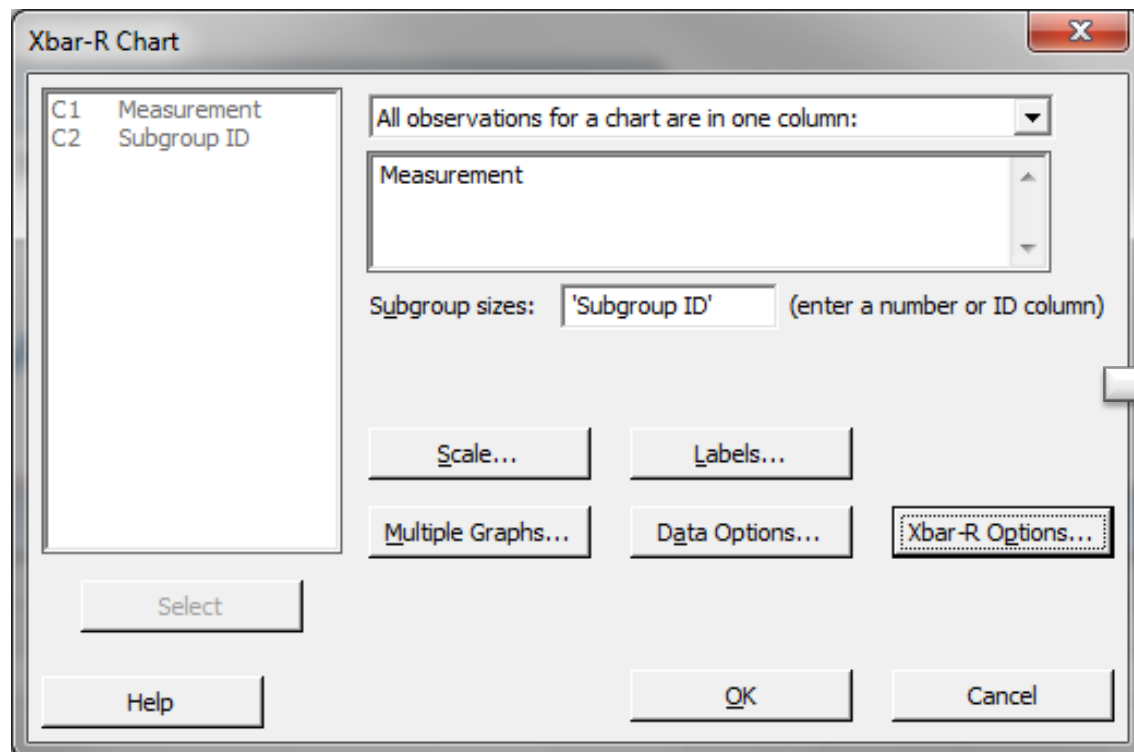 Xbar-R Chart
C1 Measurement
C2 Subgroup ID
All observations for a chart are in one column:
Measurement
Subgroup sizes: 'Subgroup ID' (enter a number or ID column)
Scale... Labels...
Multiple Graphs... Data Options... Xbar-R Options...
Select
Help OK Cancel